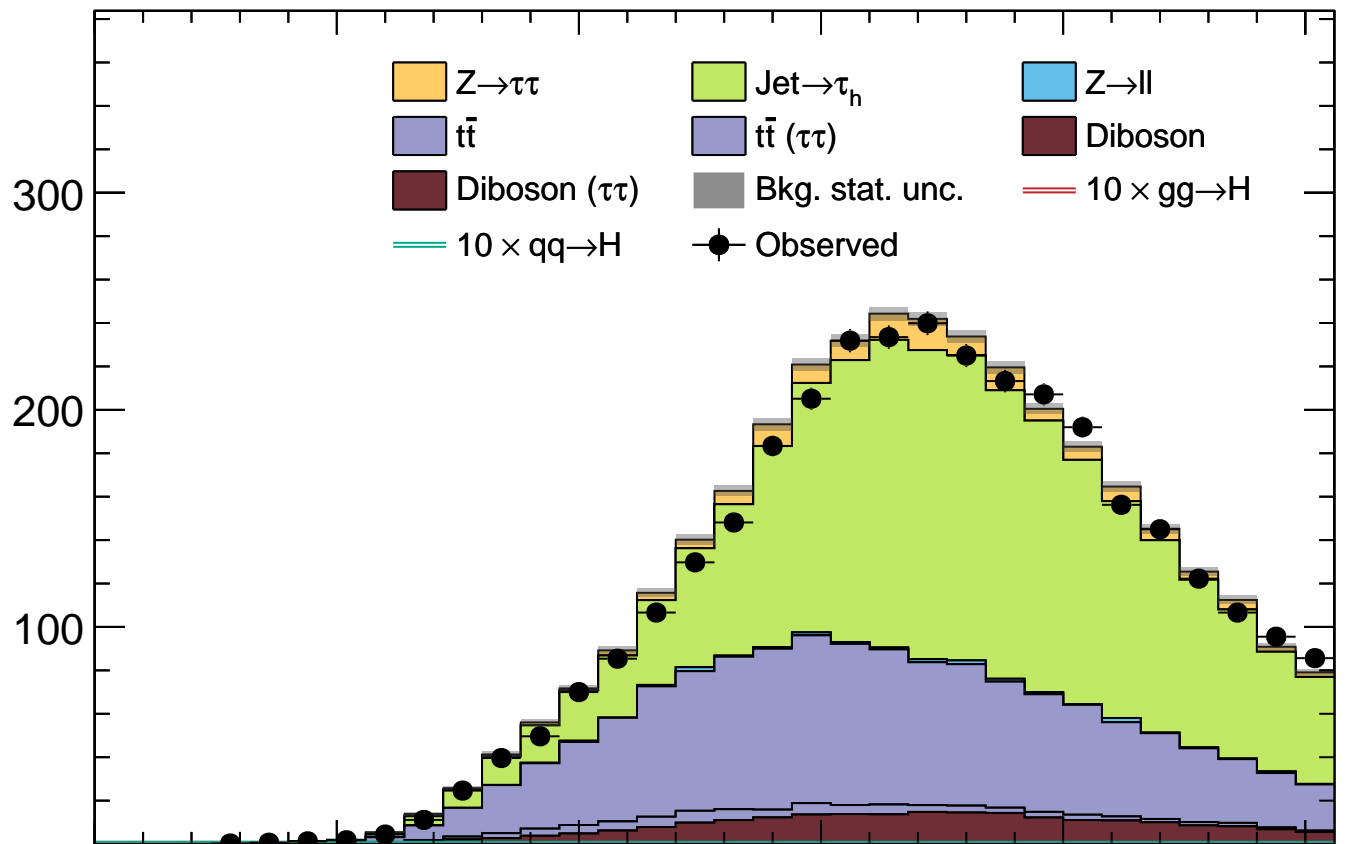 Z→ττ Jet→τh Z→ll
tt̄ tt̄ (ττ) Diboson
Diboson (ττ) Bkg. stat. unc. 10 × gg→H
10 × qq→H Observed
300
200
100